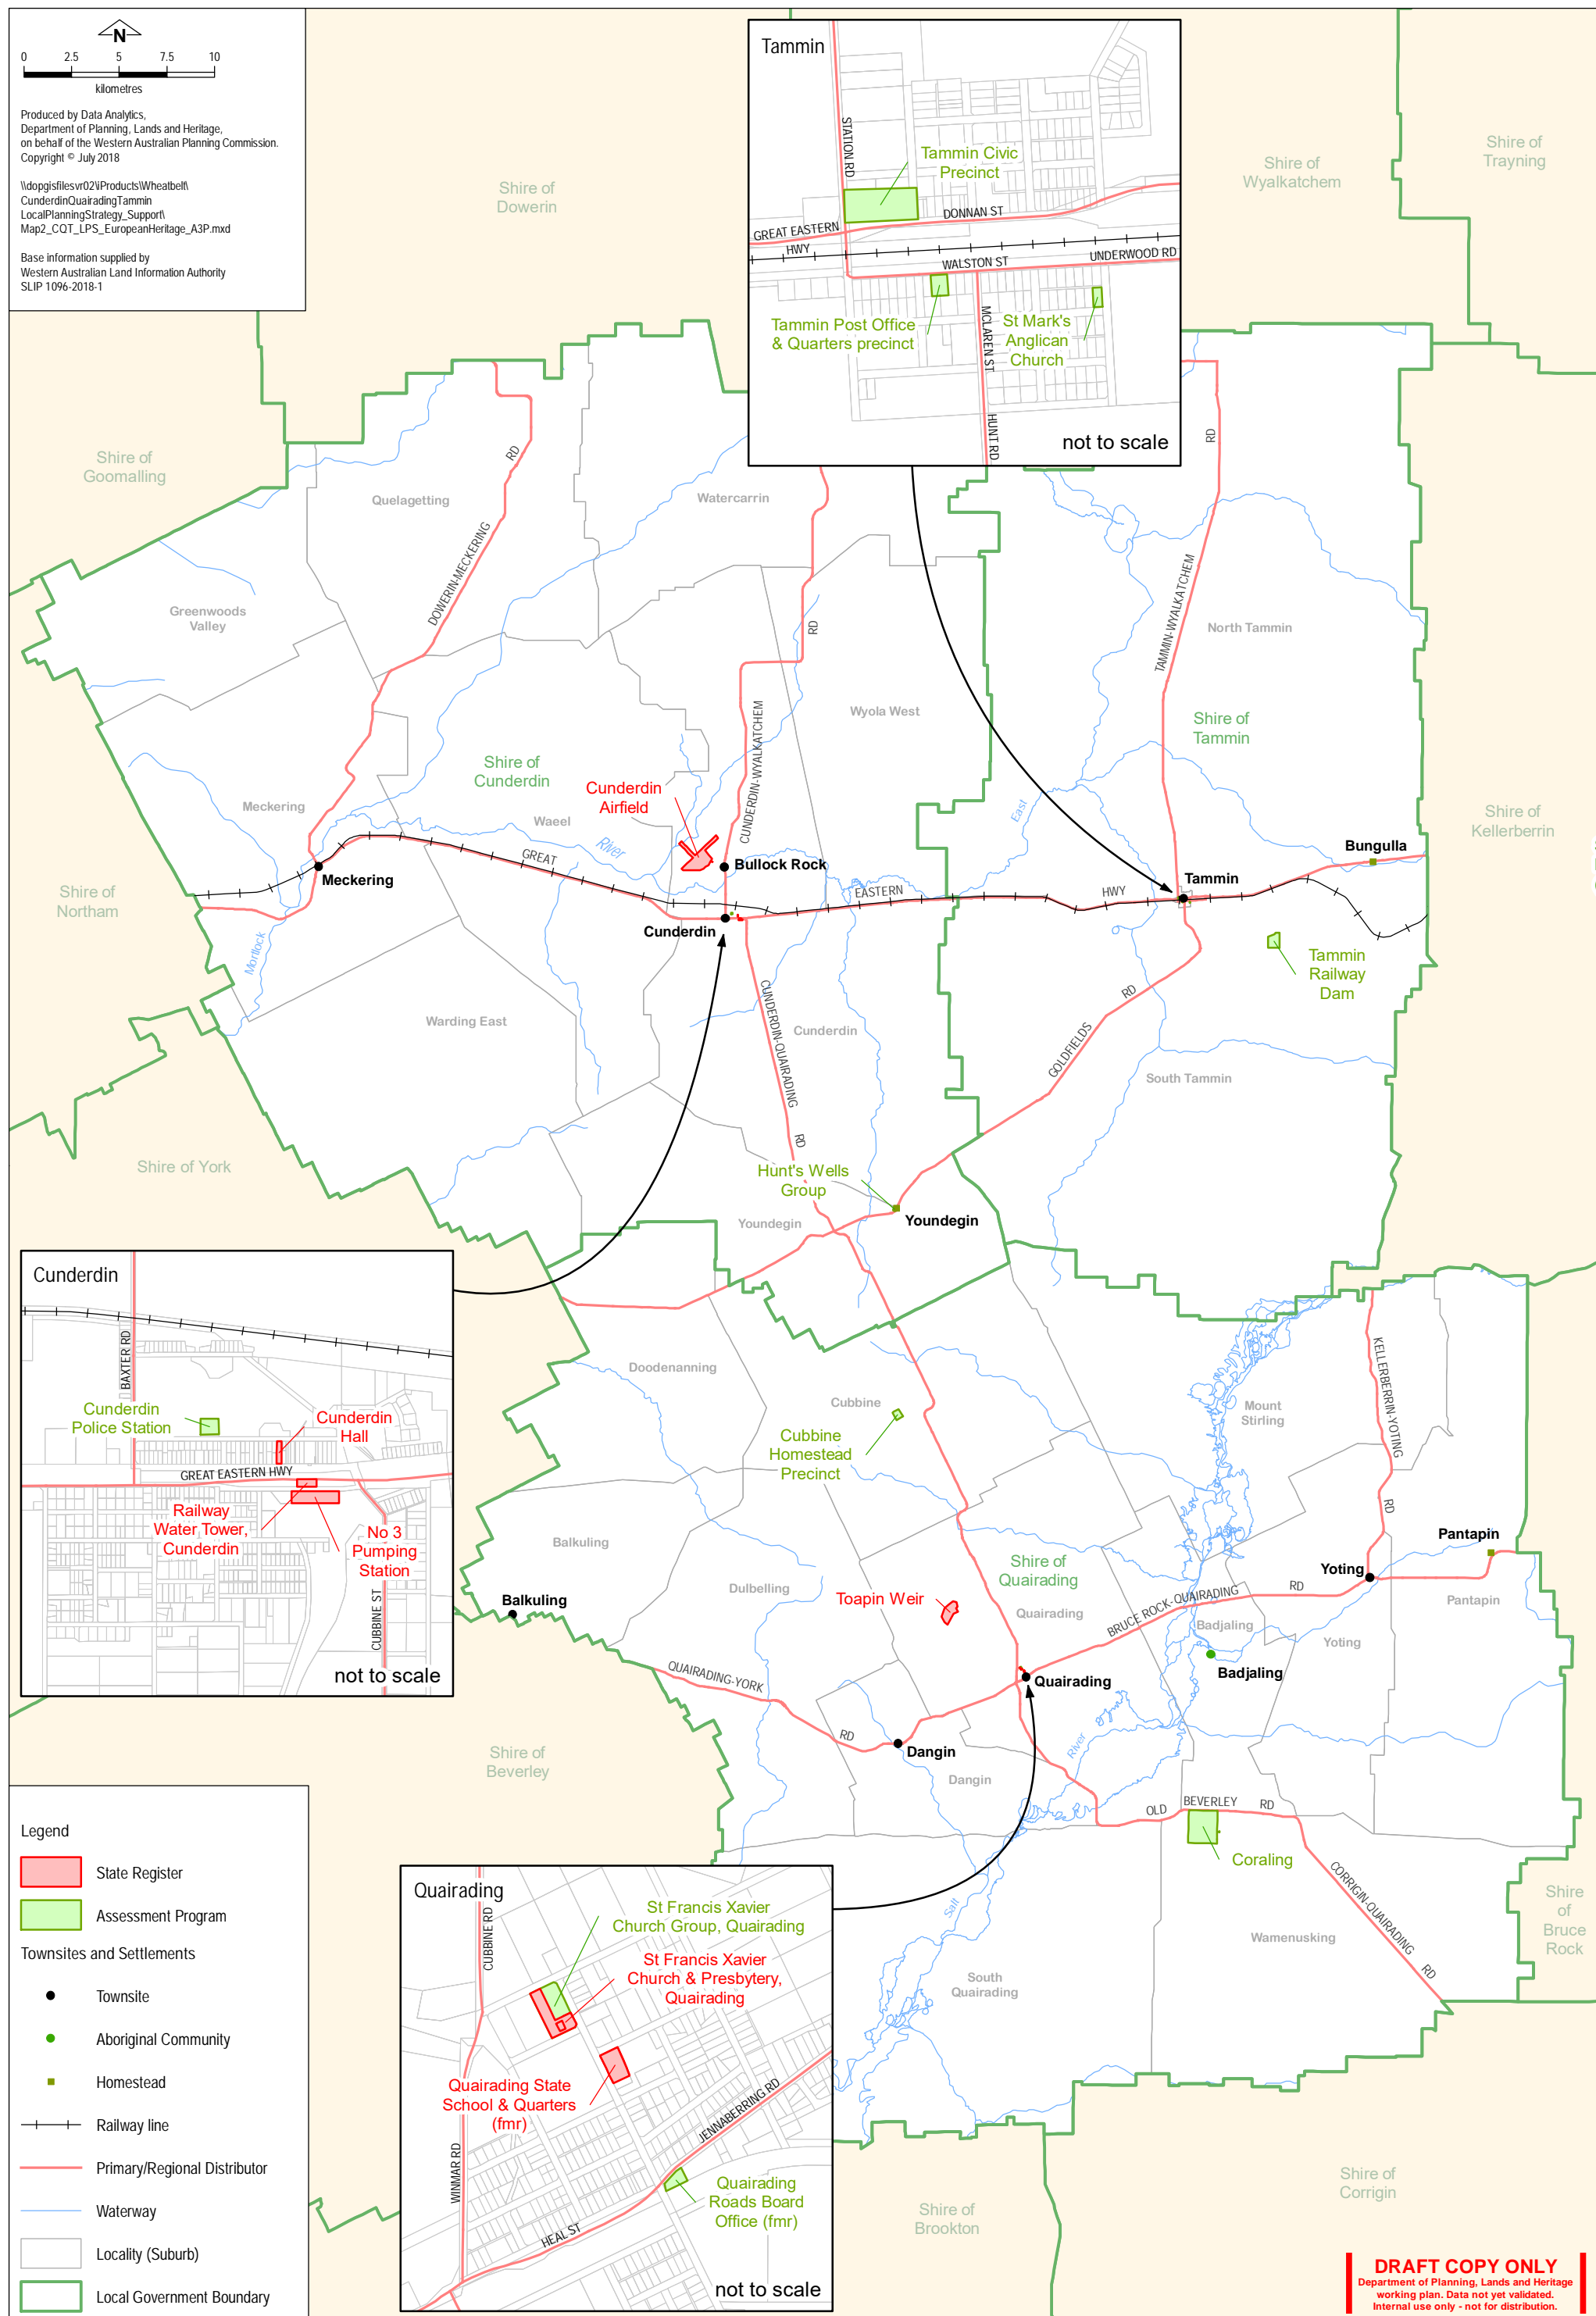 N
0 2.5 5 7.5 10
kilometres
Produced by Data Analytics,
Department of Planning, Lands and Heritage,
on behalf of the Western Australian Planning Commission.
Copyright © July 2018
\\dopgisfilesvr02\iProducts\Wheatbelt\
CunderdinQuairadingTammin
LocalPlanningStrategy_Support\
Map2_CQT_LPS_EuropeanHeritage_A3P.mxd
Base information supplied by
Western Australian Land Information Authority
SLIP 1096-2018-1
Tammin
STATION RD
Tammin Civic
Precinct
DONNAN ST
GREAT EASTERN
HWY
WALSTON ST
UNDERWOOD RD
Tammin Post Office
& Quarters precinct
MCLAREN ST
St Mark's
Anglican
Church
HUNT RD
not to scale
Shire of
Dowerin
Shire of
Wyalkatchem
Shire of
Trayning
Shire of
Goomalling
Quelagetting
RD
Watercarrin
RD
DOWERIN-MECKERING
Greenwoods
Valley
RD
TAMMIN-WYALKATCHEM
North Tammin
Wyola West
Shire of
Tammin
CUNDERDIN-WYALKATCHEM
Shire of
Cunderdin
Cunderdin
Airfield
Meckering
Waeel
River
East
Shire of
Kellerberrin
Bungulla
GREAT
Bullock Rock
Meckering
EASTERN
HWY
Tammin
Shire of
Northam
Cunderdin
Mortlock
Tammin
Railway
Dam
RD
CUNDERDIN-QUAIRADING
Warding East
Cunderdin
GOLDFIELDS
South Tammin
RD
Shire of York
Hunt's Wells
Group
Youndegin
Youndegin
Cunderdin
BAXTER RD
Cunderdin
Police Station
Cunderdin
Hall
GREAT EASTERN HWY
Railway
Water Tower,
Cunderdin
No 3
Pumping
Station
CUBBINE ST
not to scale
Doodenanning
Cubbine
Mount
Stirling
KELLERBERRIN-YOTING
Cubbine
Homestead
Precinct
RD
Pantapin
Balkuling
Shire of
Quairading
Yoting
Dulbelling
Toapin Weir
Balkuling
RD
Quairading
BRUCE ROCK-QUAIRADING
Pantapin
Badjaling
Yoting
QUAIRADING-YORK
Quairading
Badjaling
RD
River
Dangin
Shire of
Beverley
Dangin
OLD BEVERLEY RD
Coraling
CORRIGIN-QUAIRADING
Shire
of
Bruce
Rock
Salt
Wamenusking
RD
South
Quairading
Quairading
CUBBINE RD
St Francis Xavier
Church Group, Quairading
St Francis Xavier
Church & Presbytery,
Quairading
Quairading State
School & Quarters
(fmr)
JENNABERRING RD
WINMAR RD
Quairading
Roads Board
Office (fmr)
HEAL ST
not to scale
Shire of
Brookton
Shire of
Corrigin
Legend
State Register
Assessment Program
Townsites and Settlements
Townsite
Aboriginal Community
Homestead
Railway line
Primary/Regional Distributor
Waterway
Locality (Suburb)
Local Government Boundary
DRAFT COPY ONLY
Department of Planning, Lands and Heritage
working plan. Data not yet validated.
Internal use only - not for distribution.